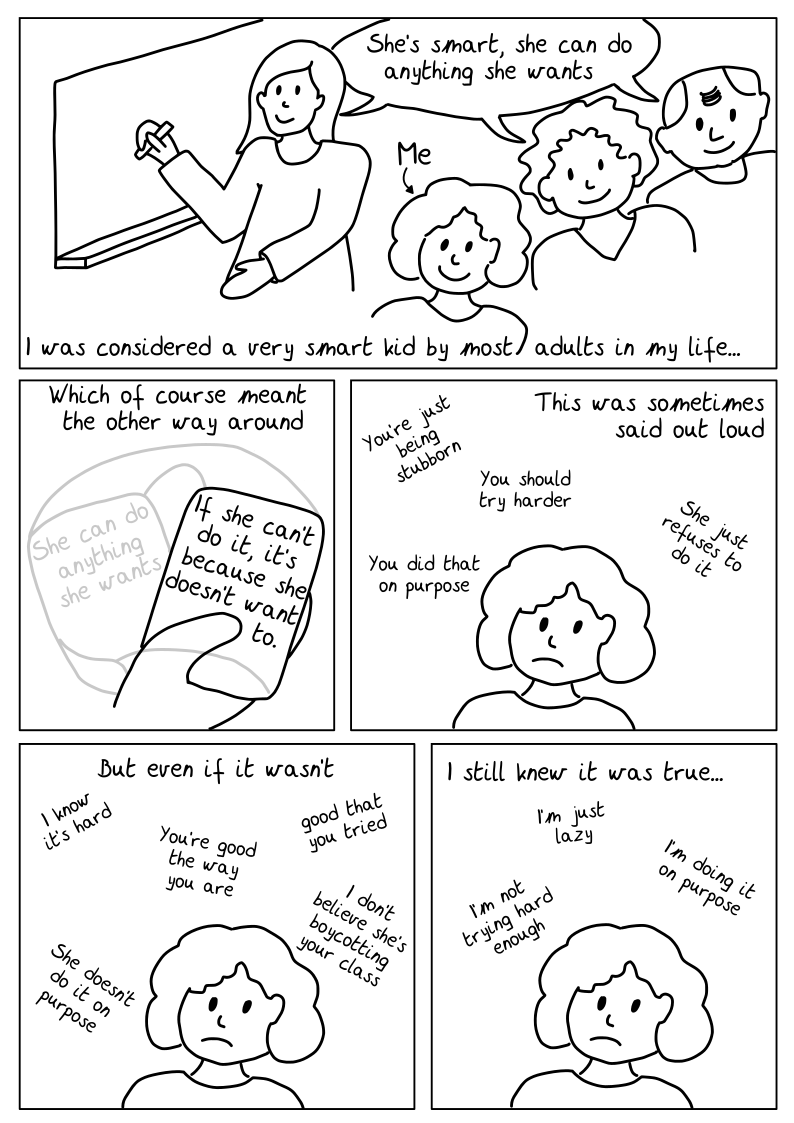 She's smart, she can do
anything she wants
Me
I was considered a very smart kid by most adults in my life...
Which of course meant
the other way around
She can do
anything
she wants
If she can't
do it, it's
because she
doesn't want
to.
This was sometimes
said out loud
You're just
being
stubborn
You should
try harder
She just
refuses to
do it
You did that
on purpose
But even if it wasn't
I know
it's hard
You're good
the way
you are
good that
you tried
I don't
believe she's
boycotting
your class
She doesn't
do it on
purpose
I still knew it was true...
I'm just
lazy
I'm doing it
on purpose
I'm not
trying hard
enough